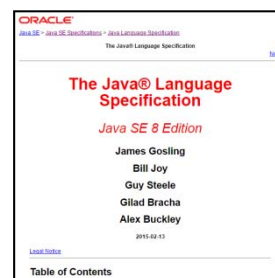 ORACLE
Java SE > Java SE Specifications > Java Language Specification
The Java® Language Specification
The Java® Language
Specification
Java SE 8 Edition
James Gosling
Bill Joy
Guy Steele
Gilad Bracha
Alex Buckley
2015-02-13
Legal Notice
Table of Contents